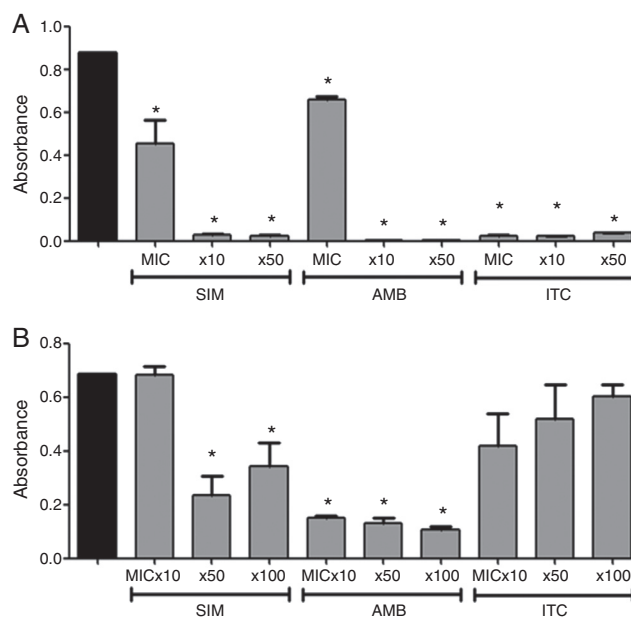 A
1.0
0.8
0.6
0.4
0.2
0.0
Absorbance
* * * * * * * * *
MIC x10 x50 MIC x10 x50 MIC x10 x50
SIM AMB ITC
B
0.8
0.6
0.4
0.2
0.0
Absorbance
* * * * *
MICx10 x50 x100 MICx10 x50 x100 MICx10 x50 x100
SIM AMB ITC